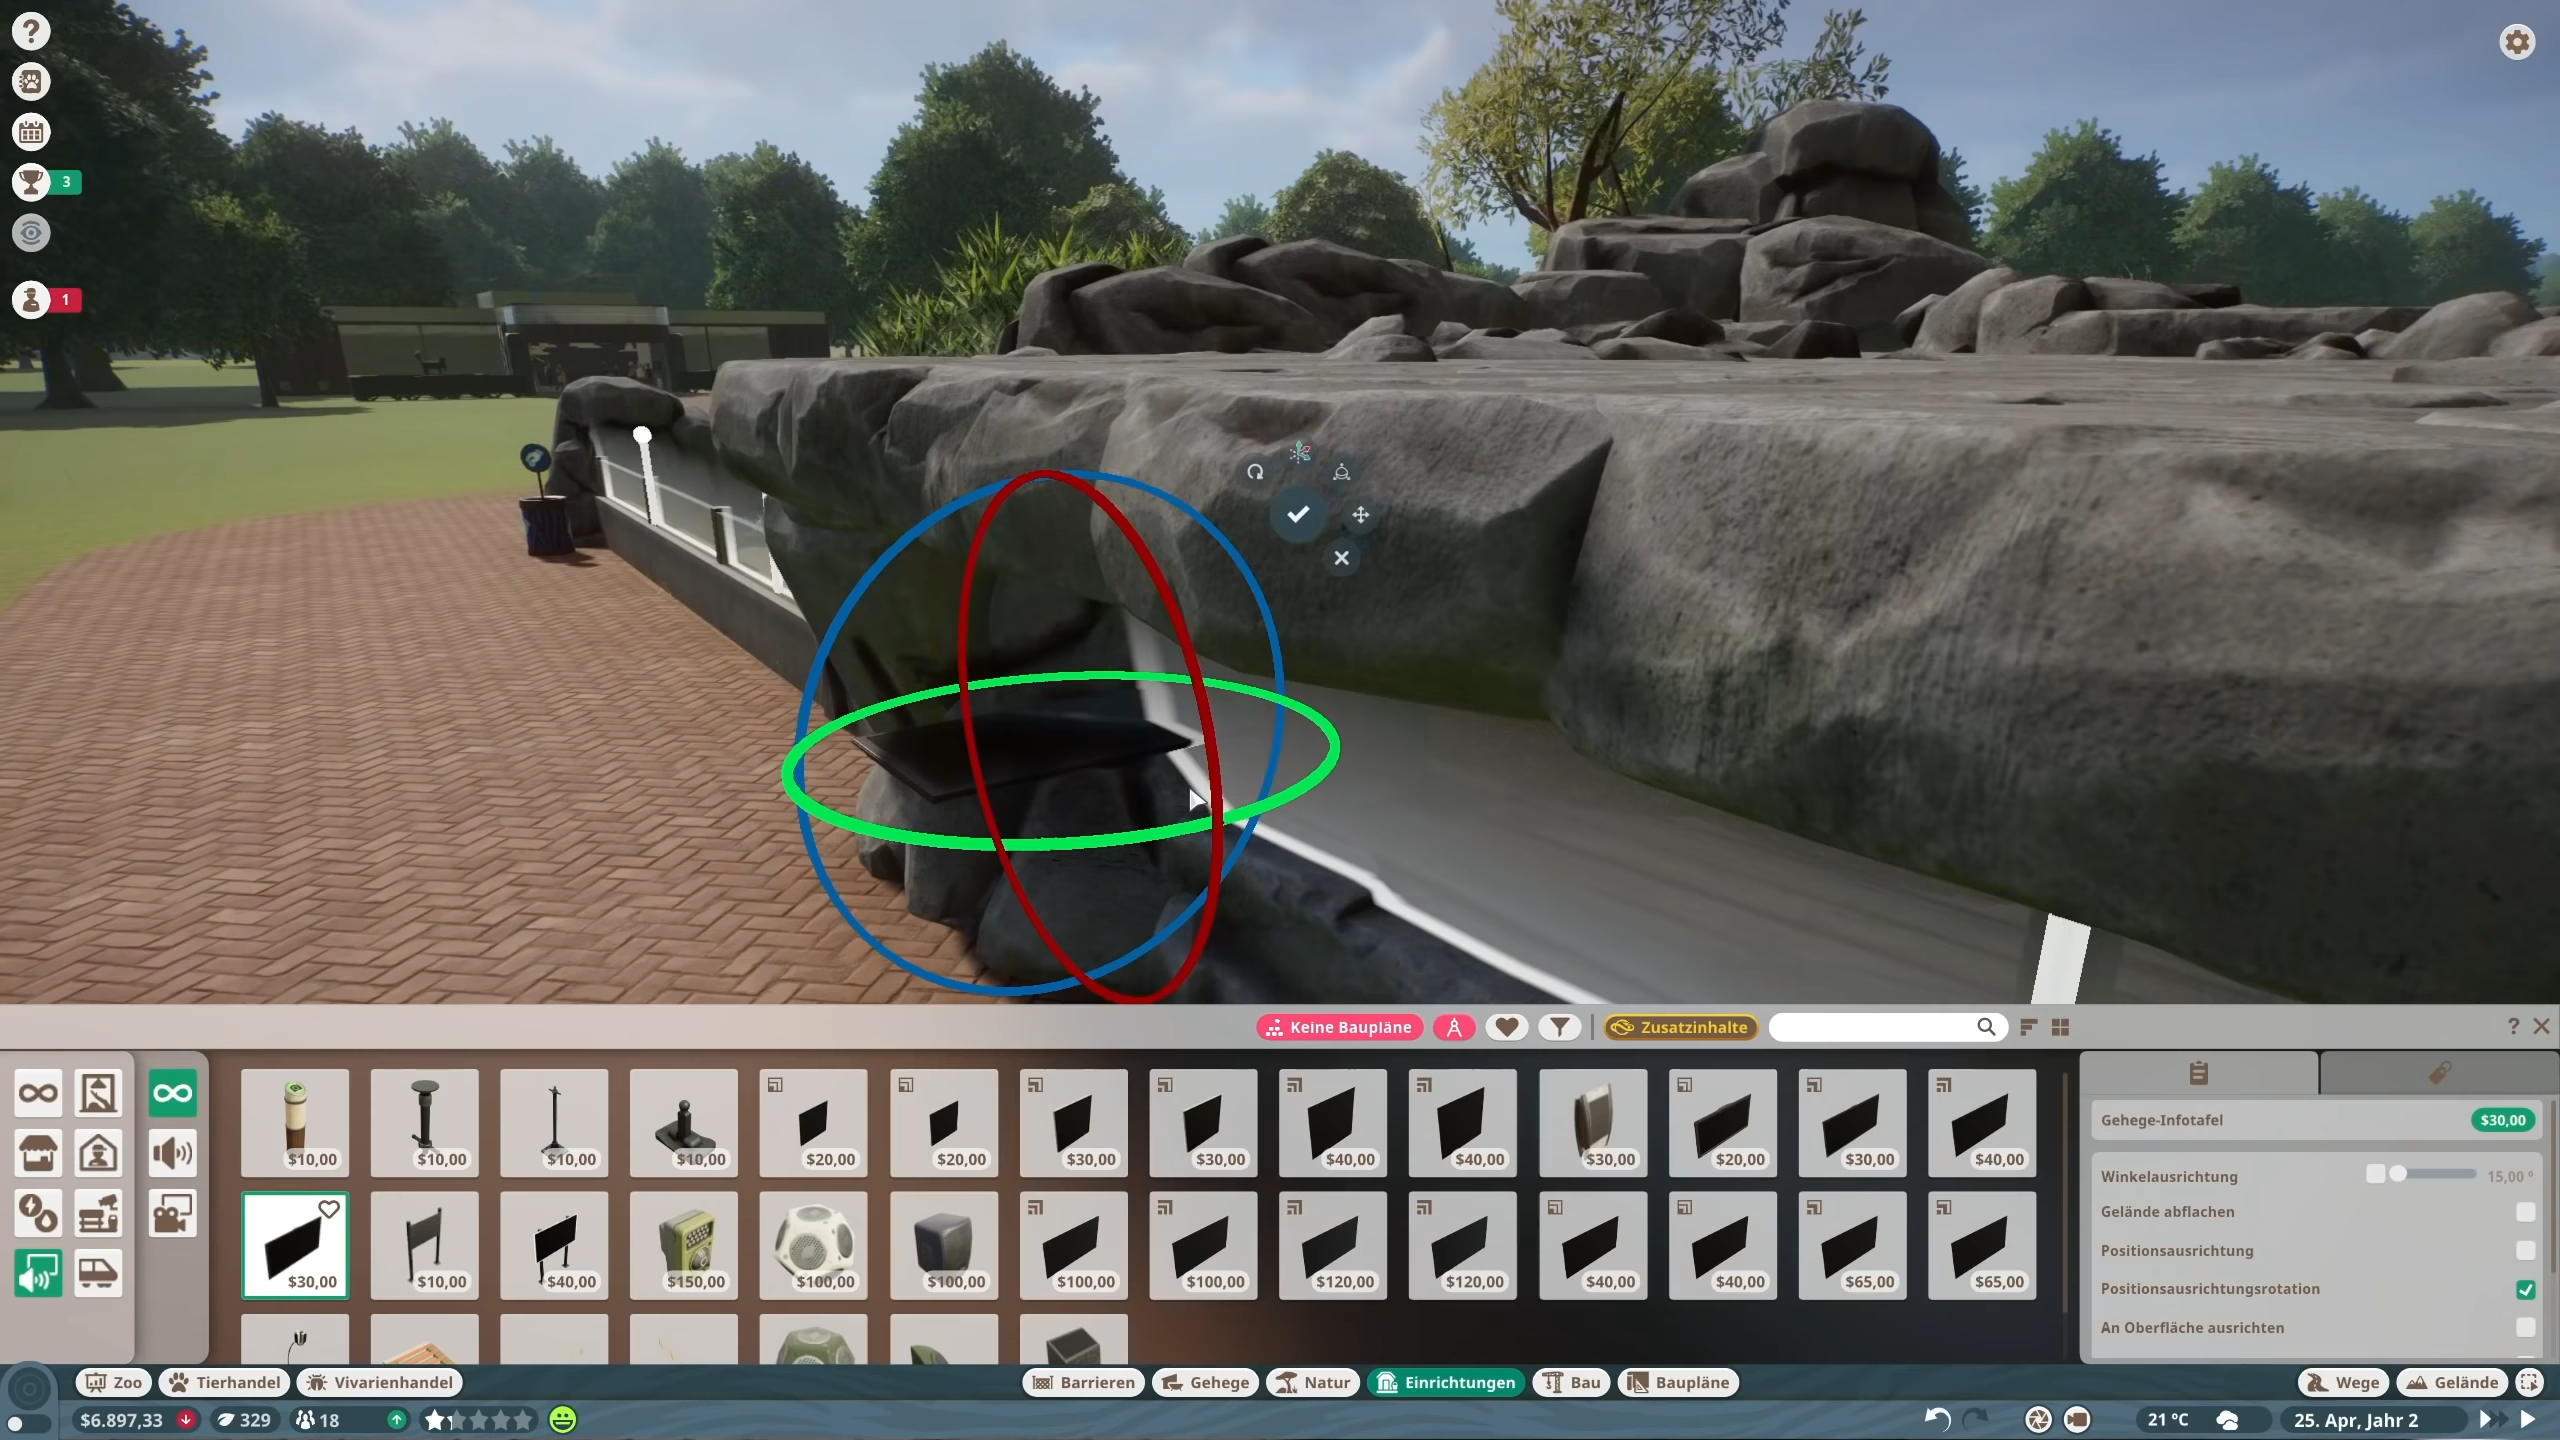 3
1
Keine Baupläne
Zusatzinhalte
$10,00 $10,00 $10,00 $10,00 $20,00 $20,00 $30,00 $30,00 $40,00 $40,00 $30,00 $20,00 $30,00 $40,00
$30,00 $10,00 $40,00 $150,00 $100,00 $100,00 $100,00 $100,00 $120,00 $120,00 $40,00 $40,00 $65,00 $65,00
Gehege-Infotafel $30,00
Winkelausrichtung 15,00 °
Gelände abflachen
Positionsausrichtung
Positionsausrichtungsrotation
An Oberfläche ausrichten
Zoo Tierhandel Vivarienhandel Barrieren Gehege Natur Einrichtungen Bau Baupläne Wege Gelände
$6.897,33 329 18 21 °C 25. Apr, Jahr 2